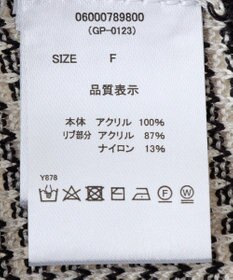 06000789800
(GP-0123)
SIZE F
品質表示
本体 アクリル 100%
リブ部分 アクリル 87%
ナイロン 13%
Y678